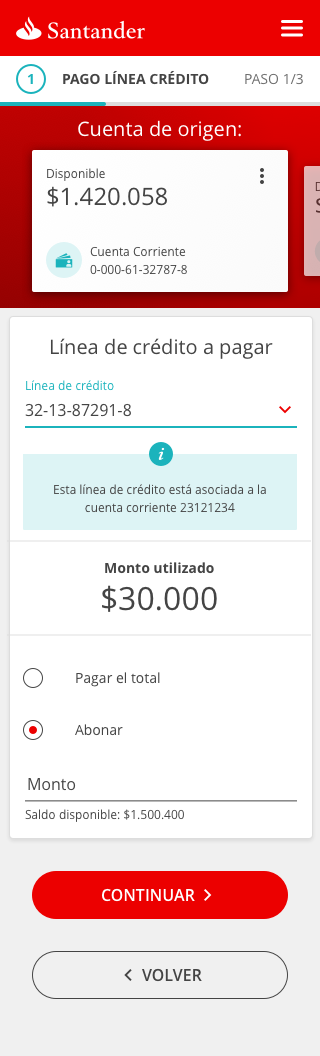 Santander
1 PAGO LÍNEA CRÉDITO PASO 1/3
Cuenta de origen:
Disponible
$1.420.058
Cuenta Corriente
0-000-61-32787-8
Línea de crédito a pagar
Línea de crédito
32-13-87291-8
i
Esta línea de crédito está asociada a la
cuenta corriente 23121234
Monto utilizado
$30.000
Pagar el total
Abonar
Monto
Saldo disponible: $1.500.400
CONTINUAR
VOLVER